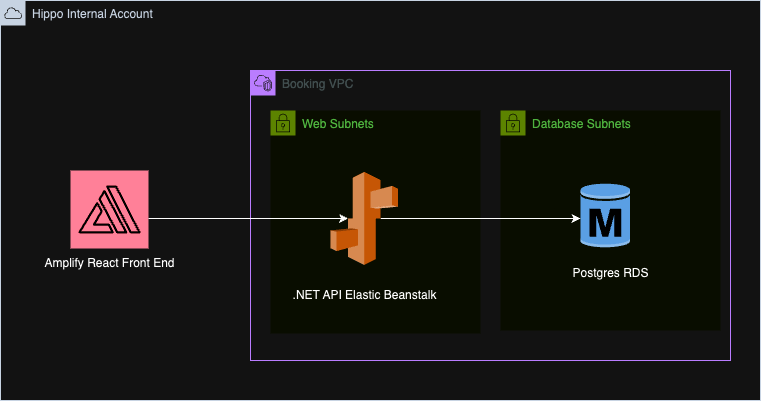 Hippo Internal Account
Booking VPC
Web Subnets
Database Subnets
M
Amplify React Front End
Postgres RDS
.NET API Elastic Beanstalk